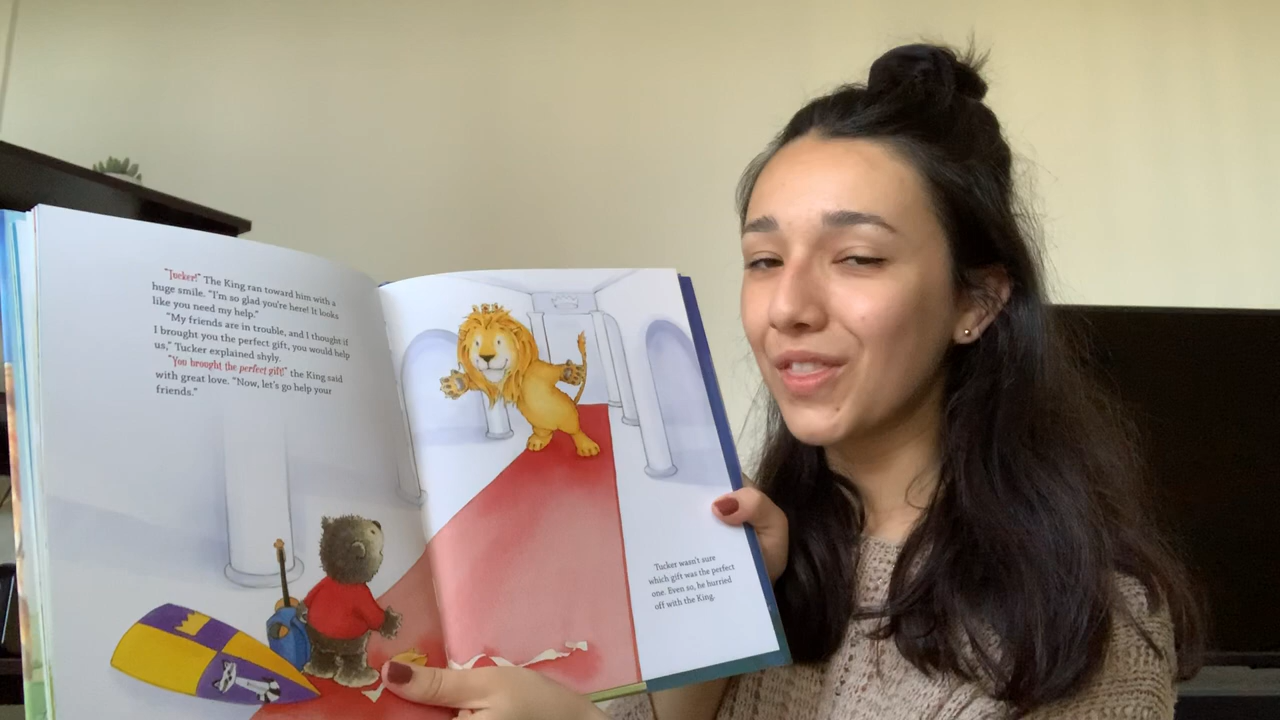 "Tucker!" The King ran toward him with a
huge smile. "I'm so glad you're here! It looks
like you need my help."
"My friends are in trouble, and I thought if
I brought you the perfect gift, you would help
us," Tucker explained shyly.
"You brought the perfect gift!" the King said
with great love. "Now, let's go help your
friends."
Tucker wasn't sure
which gift was the perfect
one. Even so, he hurried
off with the King.